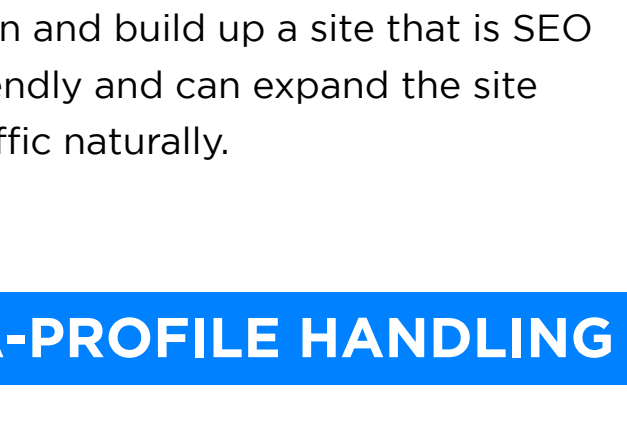 n and build up a site that is SEO
endly and can expand the site
ffic naturally.
A-PROFILE HANDLING